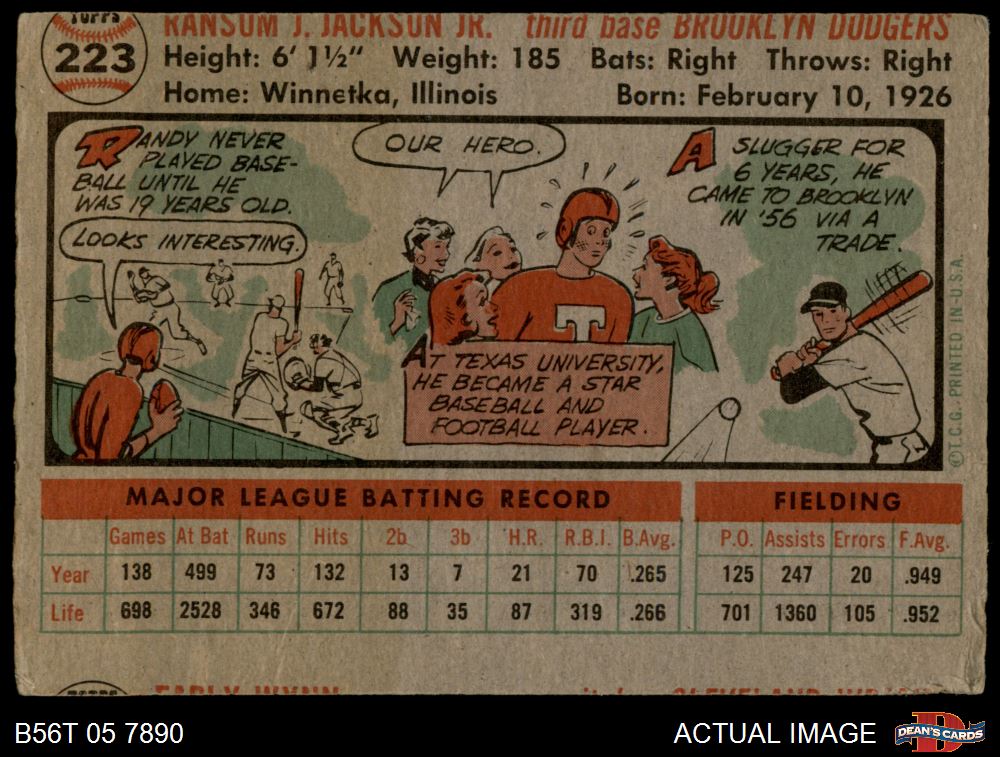 TOPPS
223
RANSOM J. JACKSON JR. third base BROOKLYN DODGERS
Height: 6' 1½" Weight: 185 Bats: Right Throws: Right
Home: Winnetka, Illinois Born: February 10, 1926
RANDY NEVER
PLAYED BASE-
BALL UNTIL HE
WAS 19 YEARS OLD.
LOOKS INTERESTING.
OUR HERO.
T
AT TEXAS UNIVERSITY,
HE BECAME A STAR
BASEBALL AND
FOOTBALL PLAYER.
A SLUGGER FOR
6 YEARS, HE
CAME TO BROOKLYN
IN '56 VIA A
TRADE.
©T.C.G. PRINTED IN U.S.A.
MAJOR LEAGUE BATTING RECORD FIELDING
Games At Bat Runs Hits 2b 3b H.R. R.B.I. B.Avg. P.O. Assists Errors F.Avg.
Year 138 499 73 132 13 7 21 70 .265 125 247 20 .949
Life 698 2528 346 672 88 35 87 319 .266 701 1360 105 .952
EARLY WYNN CLEVELAND
B56T 05 7890 ACTUAL IMAGE DEAN'S CARDS